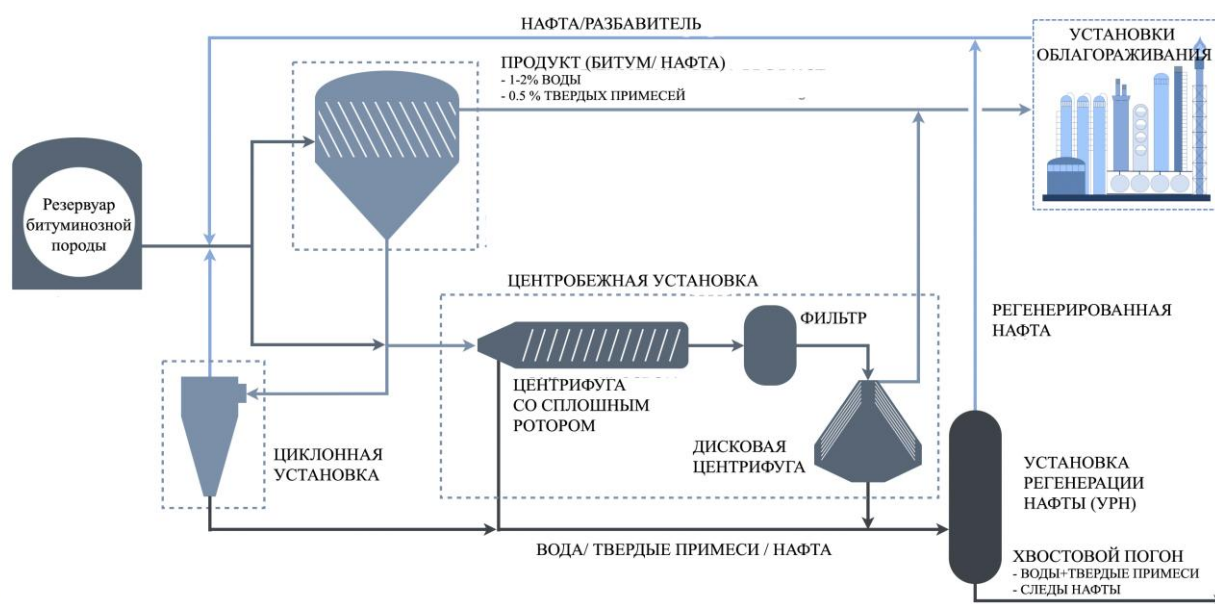 НАФТА/РАЗБАВИТЕЛЬ
УСТАНОВКИ
ОБЛАГОРАЖИВАНИЯ
ПРОДУКТ (БИТУМ/ НАФТА)
- 1-2% ВОДЫ
- 0.5 % ТВЕРДЫХ ПРИМЕСЕЙ
Резервуар
битуминозной
породы
ЦЕНТРОБЕЖНАЯ УСТАНОВКА
ФИЛЬТР
РЕГЕНЕРИРОВАННАЯ
НАФТА
ЦЕНТРИФУГА
СО СПЛОШНЫМ
РОТОРОМ
ДИСКОВАЯ
ЦЕНТРИФУГА
ЦИКЛОННАЯ
УСТАНОВКА
УСТАНОВКА
РЕГЕНЕРАЦИИ
НАФТЫ (УРН)
ВОДА/ ТВЕРДЫЕ ПРИМЕСИ / НАФТА
ХВОСТОВОЙ ПОГОН
- ВОДЫ+ТВЕРДЫЕ ПРИМЕСИ
- СЛЕДЫ НАФТЫ